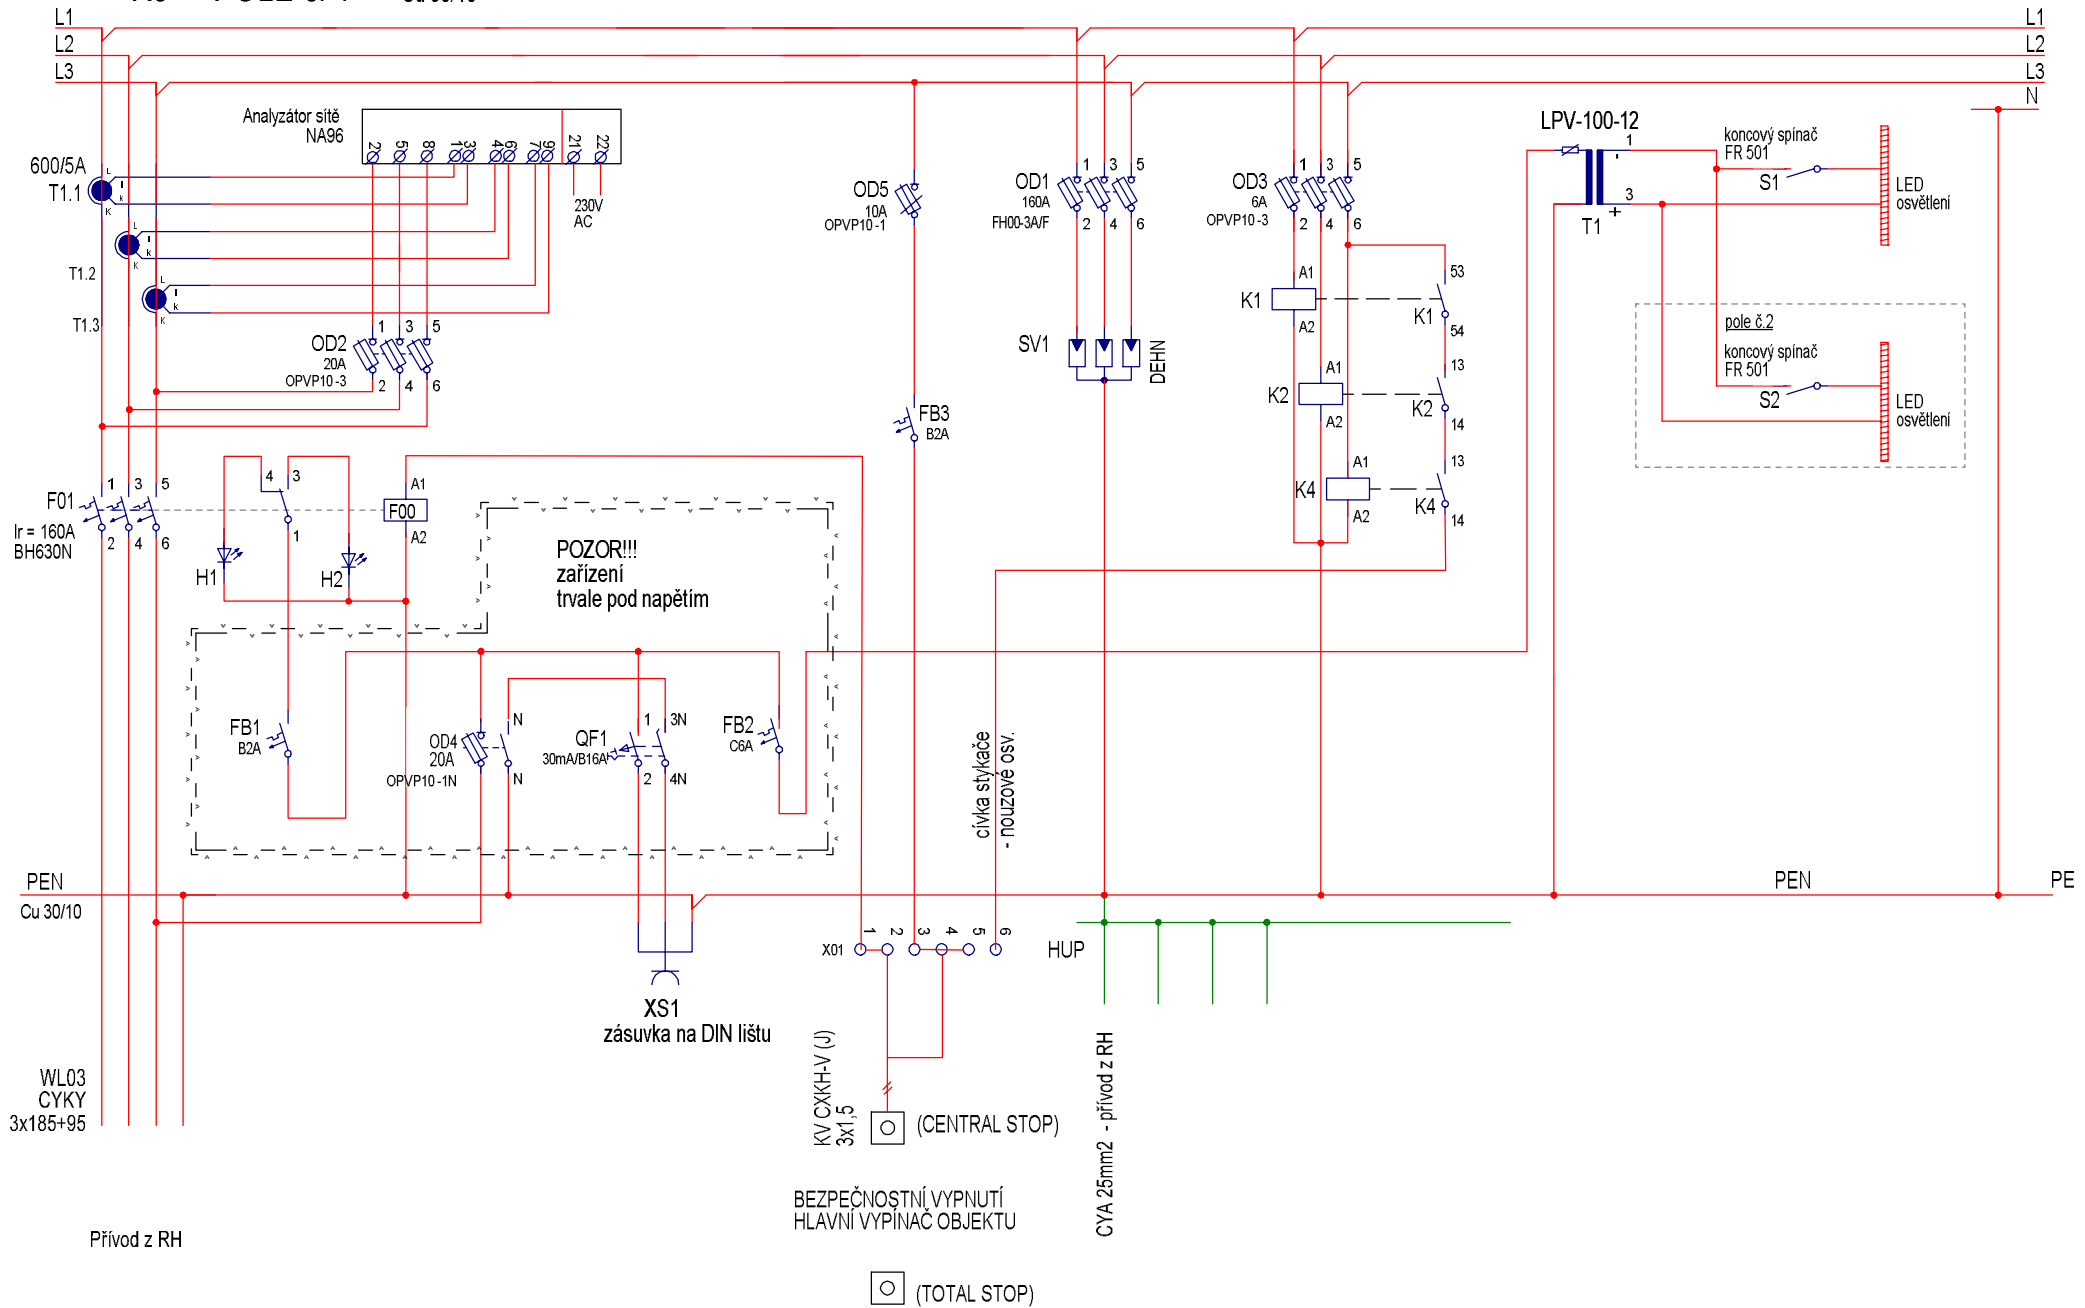 L1
L2
L3
L1
L2
L3
N
Analyzátor sítě
NA96
2
5
8
1
3
4
6
7
9
21
22
230V
AC
600/5A
T1.1
L
l
k
K
T1.2
L
l
k
K
T1.3
L
l
k
K
OD2
20A
OPVP10-3
1
3
5
2
4
6
OD5
10A
OPVP10-1
OD1
160A
FH00-3A/F
1
3
5
2
4
6
OD3
6A
OPVP10-3
1
3
5
2
4
6
LPV-100-12
1
-
3
+
T1
koncový spínač
FR 501
S1
LED
osvětlení
pole č.2
koncový spínač
FR 501
S2
LED
osvětlení
SV1
DEHN
K1
A1
A2
K1
53
54
K2
A1
A2
K2
13
14
K4
A1
A2
K4
13
14
FB3
B2A
F01
Ir = 160A
BH630N
1
3
5
2
4
6
4
3
1
H1
H2
A1
F00
A2
POZOR!!!
zařízení
trvale pod napětím
FB1
B2A
OD4
20A
OPVP10-1N
N
N
QF1
30mA/B16A
1
3N
2
4N
FB2
C6A
cívka stykače
- nouzové osv.
PEN
Cu 30/10
PEN
PE
X01
1
2
3
4
5
6
HUP
XS1
zásuvka na DIN lištu
WL03
CYKY
3x185+95
KV CXKH-V (J)
3x1,5
(CENTRAL STOP)
CYA 25mm2 - přívod z RH
BEZPEČNOSTNÍ VYPNUTÍ
HLAVNÍ VYPÍNAČ OBJEKTU
Přívod z RH
(TOTAL STOP)